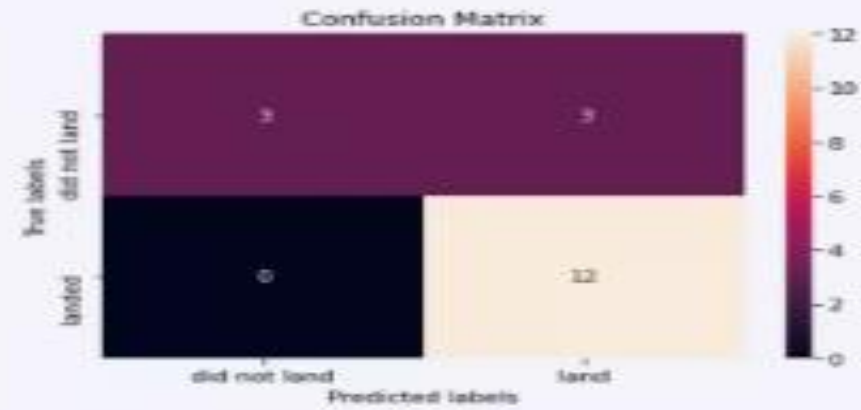 Confusion Matrix
True labels
did not land
landed
3 3
0 12
did not land land
Predicted labels
12
10
8
6
4
2
0